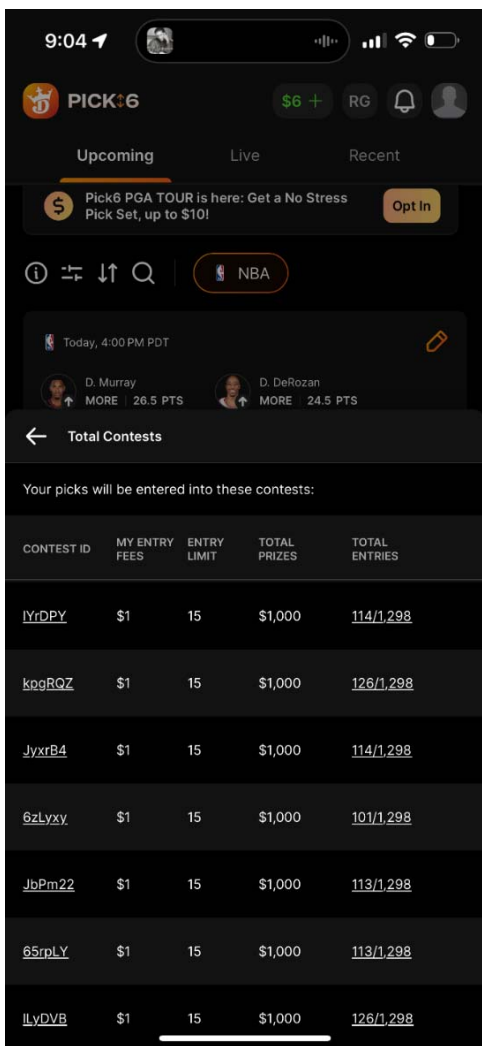 9:04
PICK6
$6 +
RG
Upcoming
Live
Recent
Pick6 PGA TOUR is here: Get a No Stress
Pick Set, up to $10!
Opt In
NBA
Today, 4:00 PM PDT
D. Murray
MORE | 26.5 PTS
D. DeRozan
MORE | 24.5 PTS
Total Contests
Your picks will be entered into these contests:
CONTEST ID
MY ENTRY
FEES
ENTRY
LIMIT
TOTAL
PRIZES
TOTAL
ENTRIES
IYrDPY $1 15 $1,000 114/1,298
kpgRQZ $1 15 $1,000 126/1,298
JyxrB4 $1 15 $1,000 114/1,298
6zLyxy $1 15 $1,000 101/1,298
JbPm22 $1 15 $1,000 113/1,298
65rpLY $1 15 $1,000 113/1,298
ILyDVB $1 15 $1,000 126/1,298